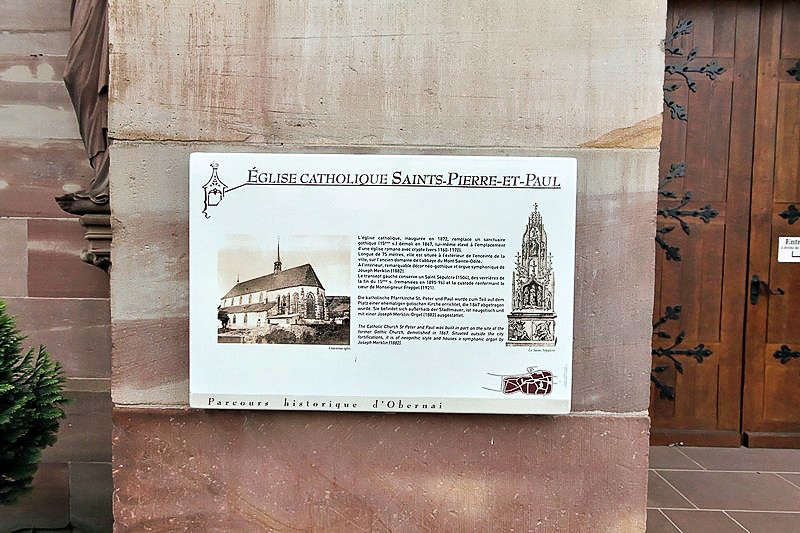 ÉGLISE CATHOLIQUE SAINTS-PIERRE-ET-PAUL
L'église catholique, inaugurée en 1872, remplace un sanctuaire
gothique (15ème s.) démoli en 1867, lui-même élevé à l'emplacement
d'une église romane avec crypte (vers 1160-1170).
Longue de 75 mètres, elle est située à l'extérieur de l'enceinte de la
ville, sur l'ancien domaine de l'abbaye du Mont Sainte-Odile.
A l'intérieur, remarquable décor néo-gothique et orgue symphonique de
Joseph Merklin (1882).
Le transept gauche conserve un Saint Sépulcre (1504), des verrières de
la fin du 15ème s. (remaniées en 1895-96) et la custode renfermant le
cœur de Monseigneur Freppel (1921).
Die katholische Pfarrkirche St. Peter und Paul wurde zum Teil auf dem
Platz einer ehemaligen gotischen Kirche errichtet, die 1867 abgetragen
wurde. Sie befindet sich außerhalb der Stadtmauer, ist neugotisch und
mit einer Joseph Merklin-Orgel (1882) ausgestattet.
The Catholic Church St Peter and Paul was built in part on the site of the
former Gothic Church, demolished in 1867. Situated outside the city
fortifications, it is of neogothic style and houses a symphonic organ by
Joseph Merklin (1882).
Le Saint Sépulcre
Parcours historique d'Obernai